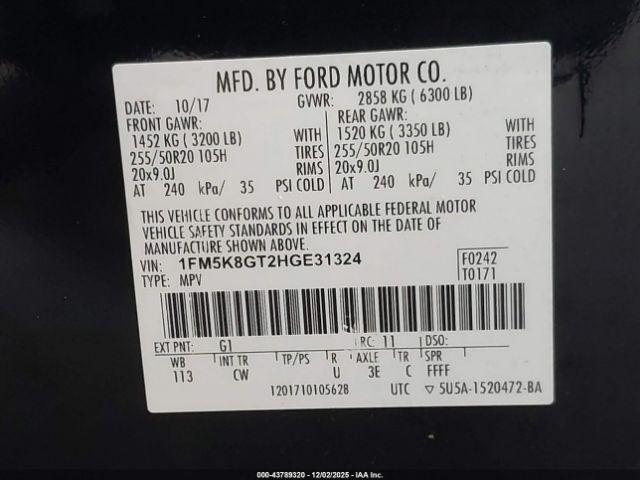 MFD. BY FORD MOTOR CO.
DATE: 10/17 GVWR: 2858 KG ( 6300 LB)
FRONT GAWR: REAR GAWR:
1452 KG ( 3200 LB) WITH 1520 KG ( 3350 LB) WITH
255/50R20 105H TIRES 255/50R20 105H TIRES
20x9.0J RIMS 20x9.0J RIMS
AT 240 kPa/ 35 PSI COLD AT 240 kPa/ 35 PSI COLD
THIS VEHICLE CONFORMS TO ALL APPLICABLE FEDERAL MOTOR
VEHICLE SAFETY STANDARDS IN EFFECT ON THE DATE OF
MANUFACTURE SHOWN ABOVE.
VIN: 1FM5K8GT2HGE31324 F0242
TYPE: MPV T0171
EXT PNT: G1 RC: 11 DSO:
WB INT TR TP/PS R AXLE TR SPR
113 CW U 3E C FFFF
1201710105628 UTC ▽ 5U5A-1520472-BA
000-43789320 - 12/02/2025 - Copyright IAA, Inc.